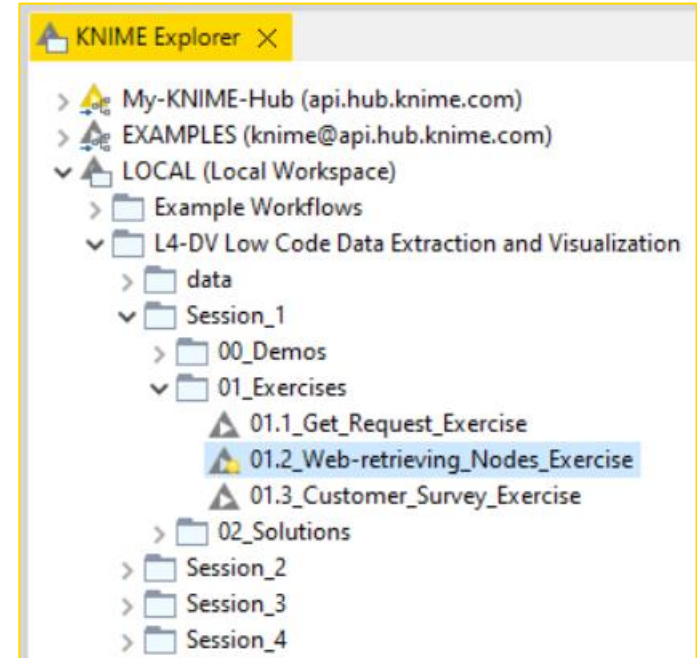 KNIME Explorer
My-KNIME-Hub (api.hub.knime.com)
EXAMPLES (knime@api.hub.knime.com)
LOCAL (Local Workspace)
Example Workflows
L4-DV Low Code Data Extraction and Visualization
data
Session_1
00_Demos
01_Exercises
01.1_Get_Request_Exercise
01.2_Web-retrieving_Nodes_Exercise
01.3_Customer_Survey_Exercise
02_Solutions
Session_2
Session_3
Session_4